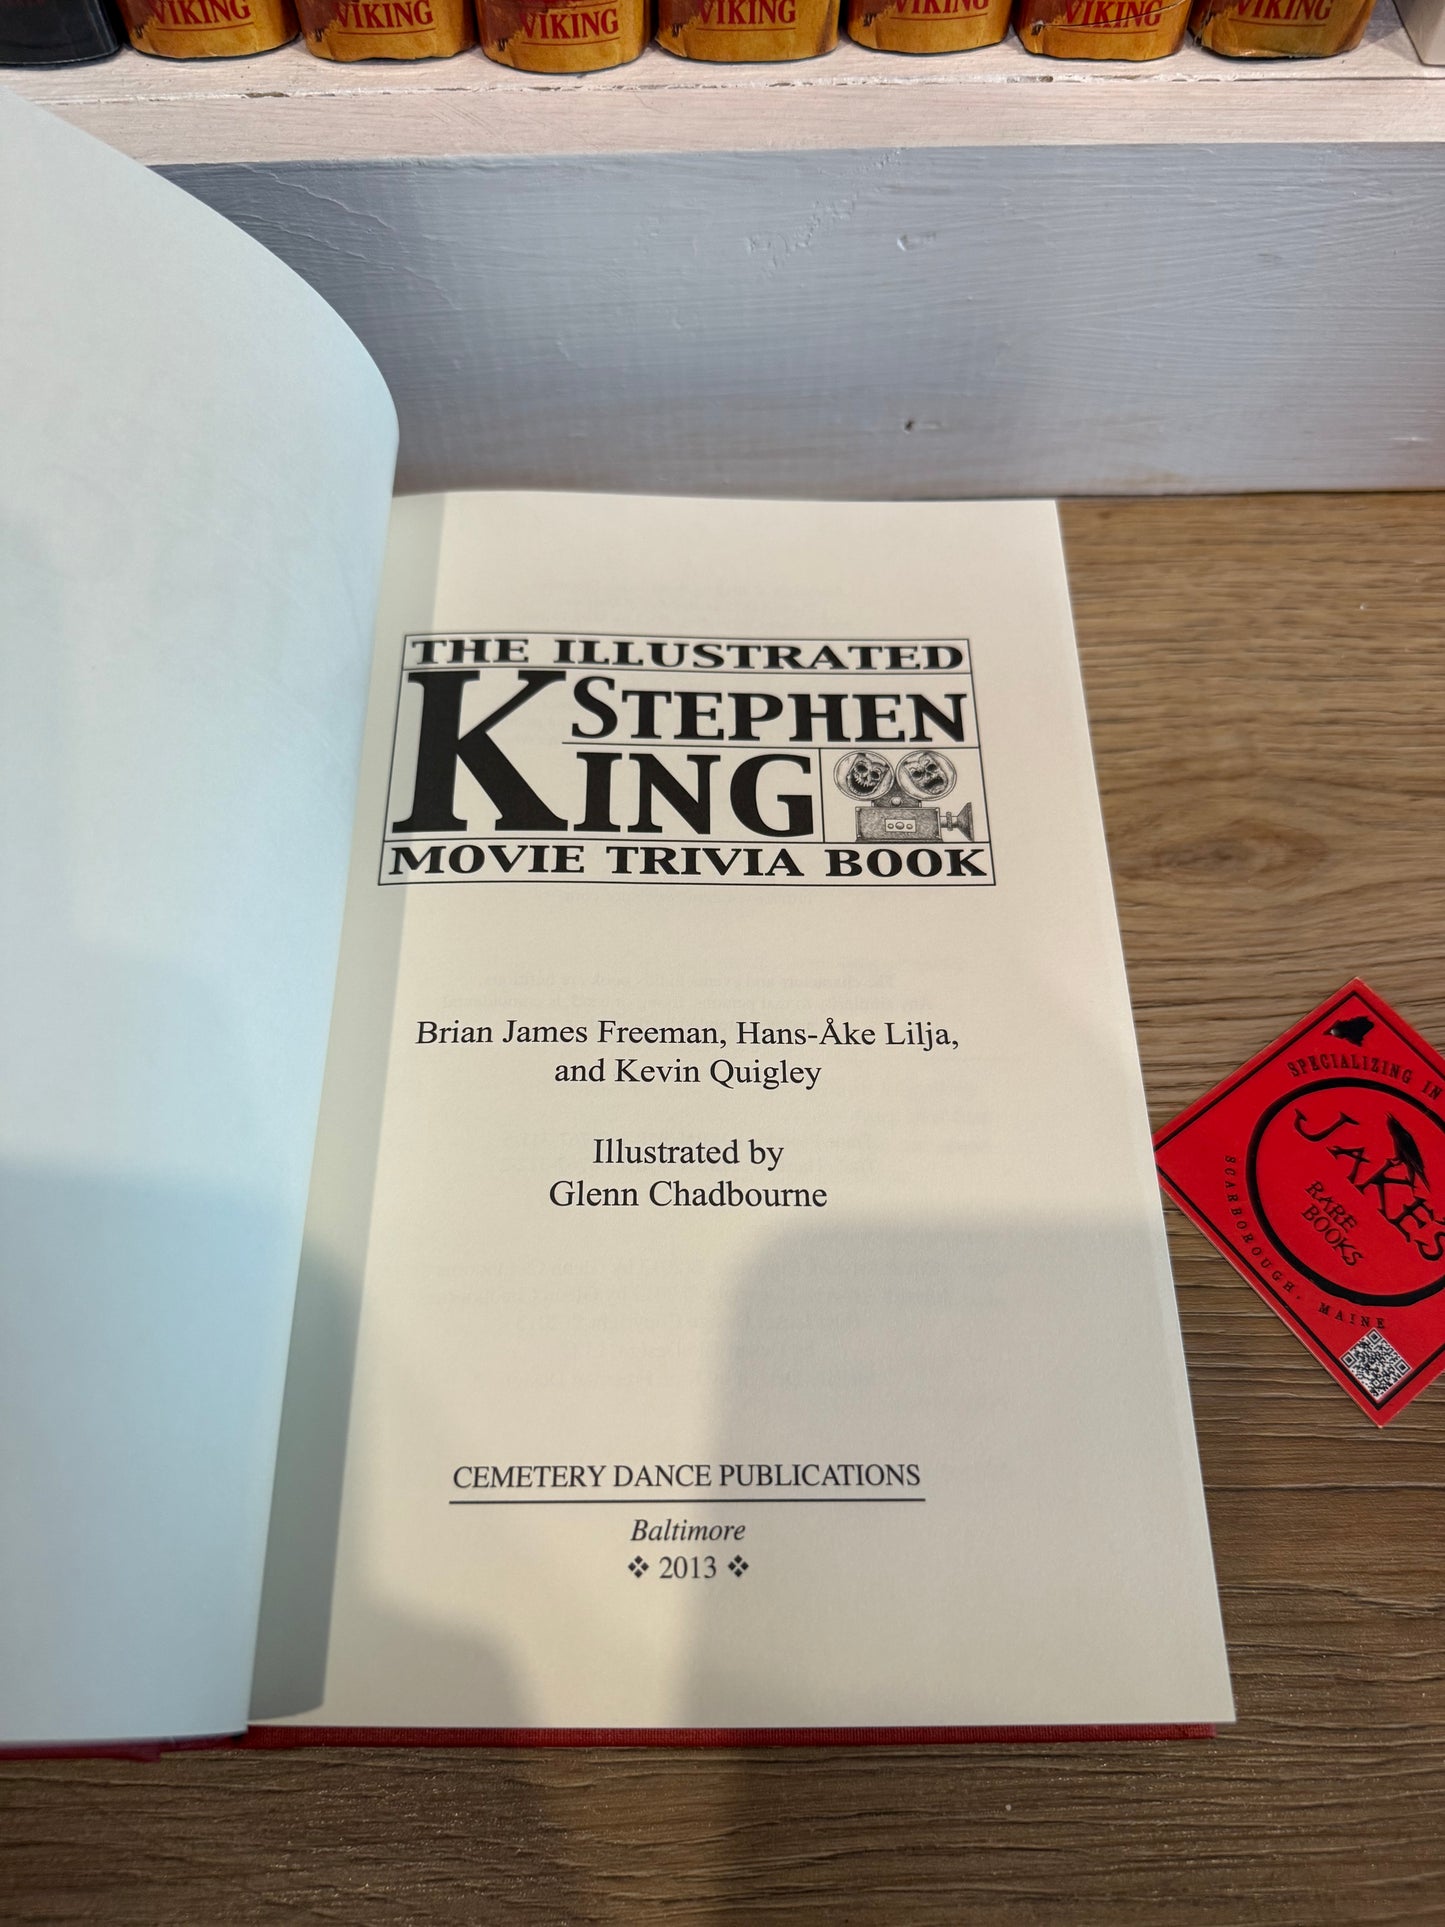 VIKING
VIKING
VIKING
VIKING
VIKING
VIKING
VIKING
THE ILLUSTRATED
STEPHEN
KING
MOVIE TRIVIA BOOK
Brian James Freeman, Hans-Åke Lilja,
and Kevin Quigley
Illustrated by
Glenn Chadbourne
CEMETERY DANCE PUBLICATIONS
Baltimore
❖ 2013 ❖
SPECIALIZING IN
JAKE'S
RARE
BOOKS
SCARBOROUGH, MAINE